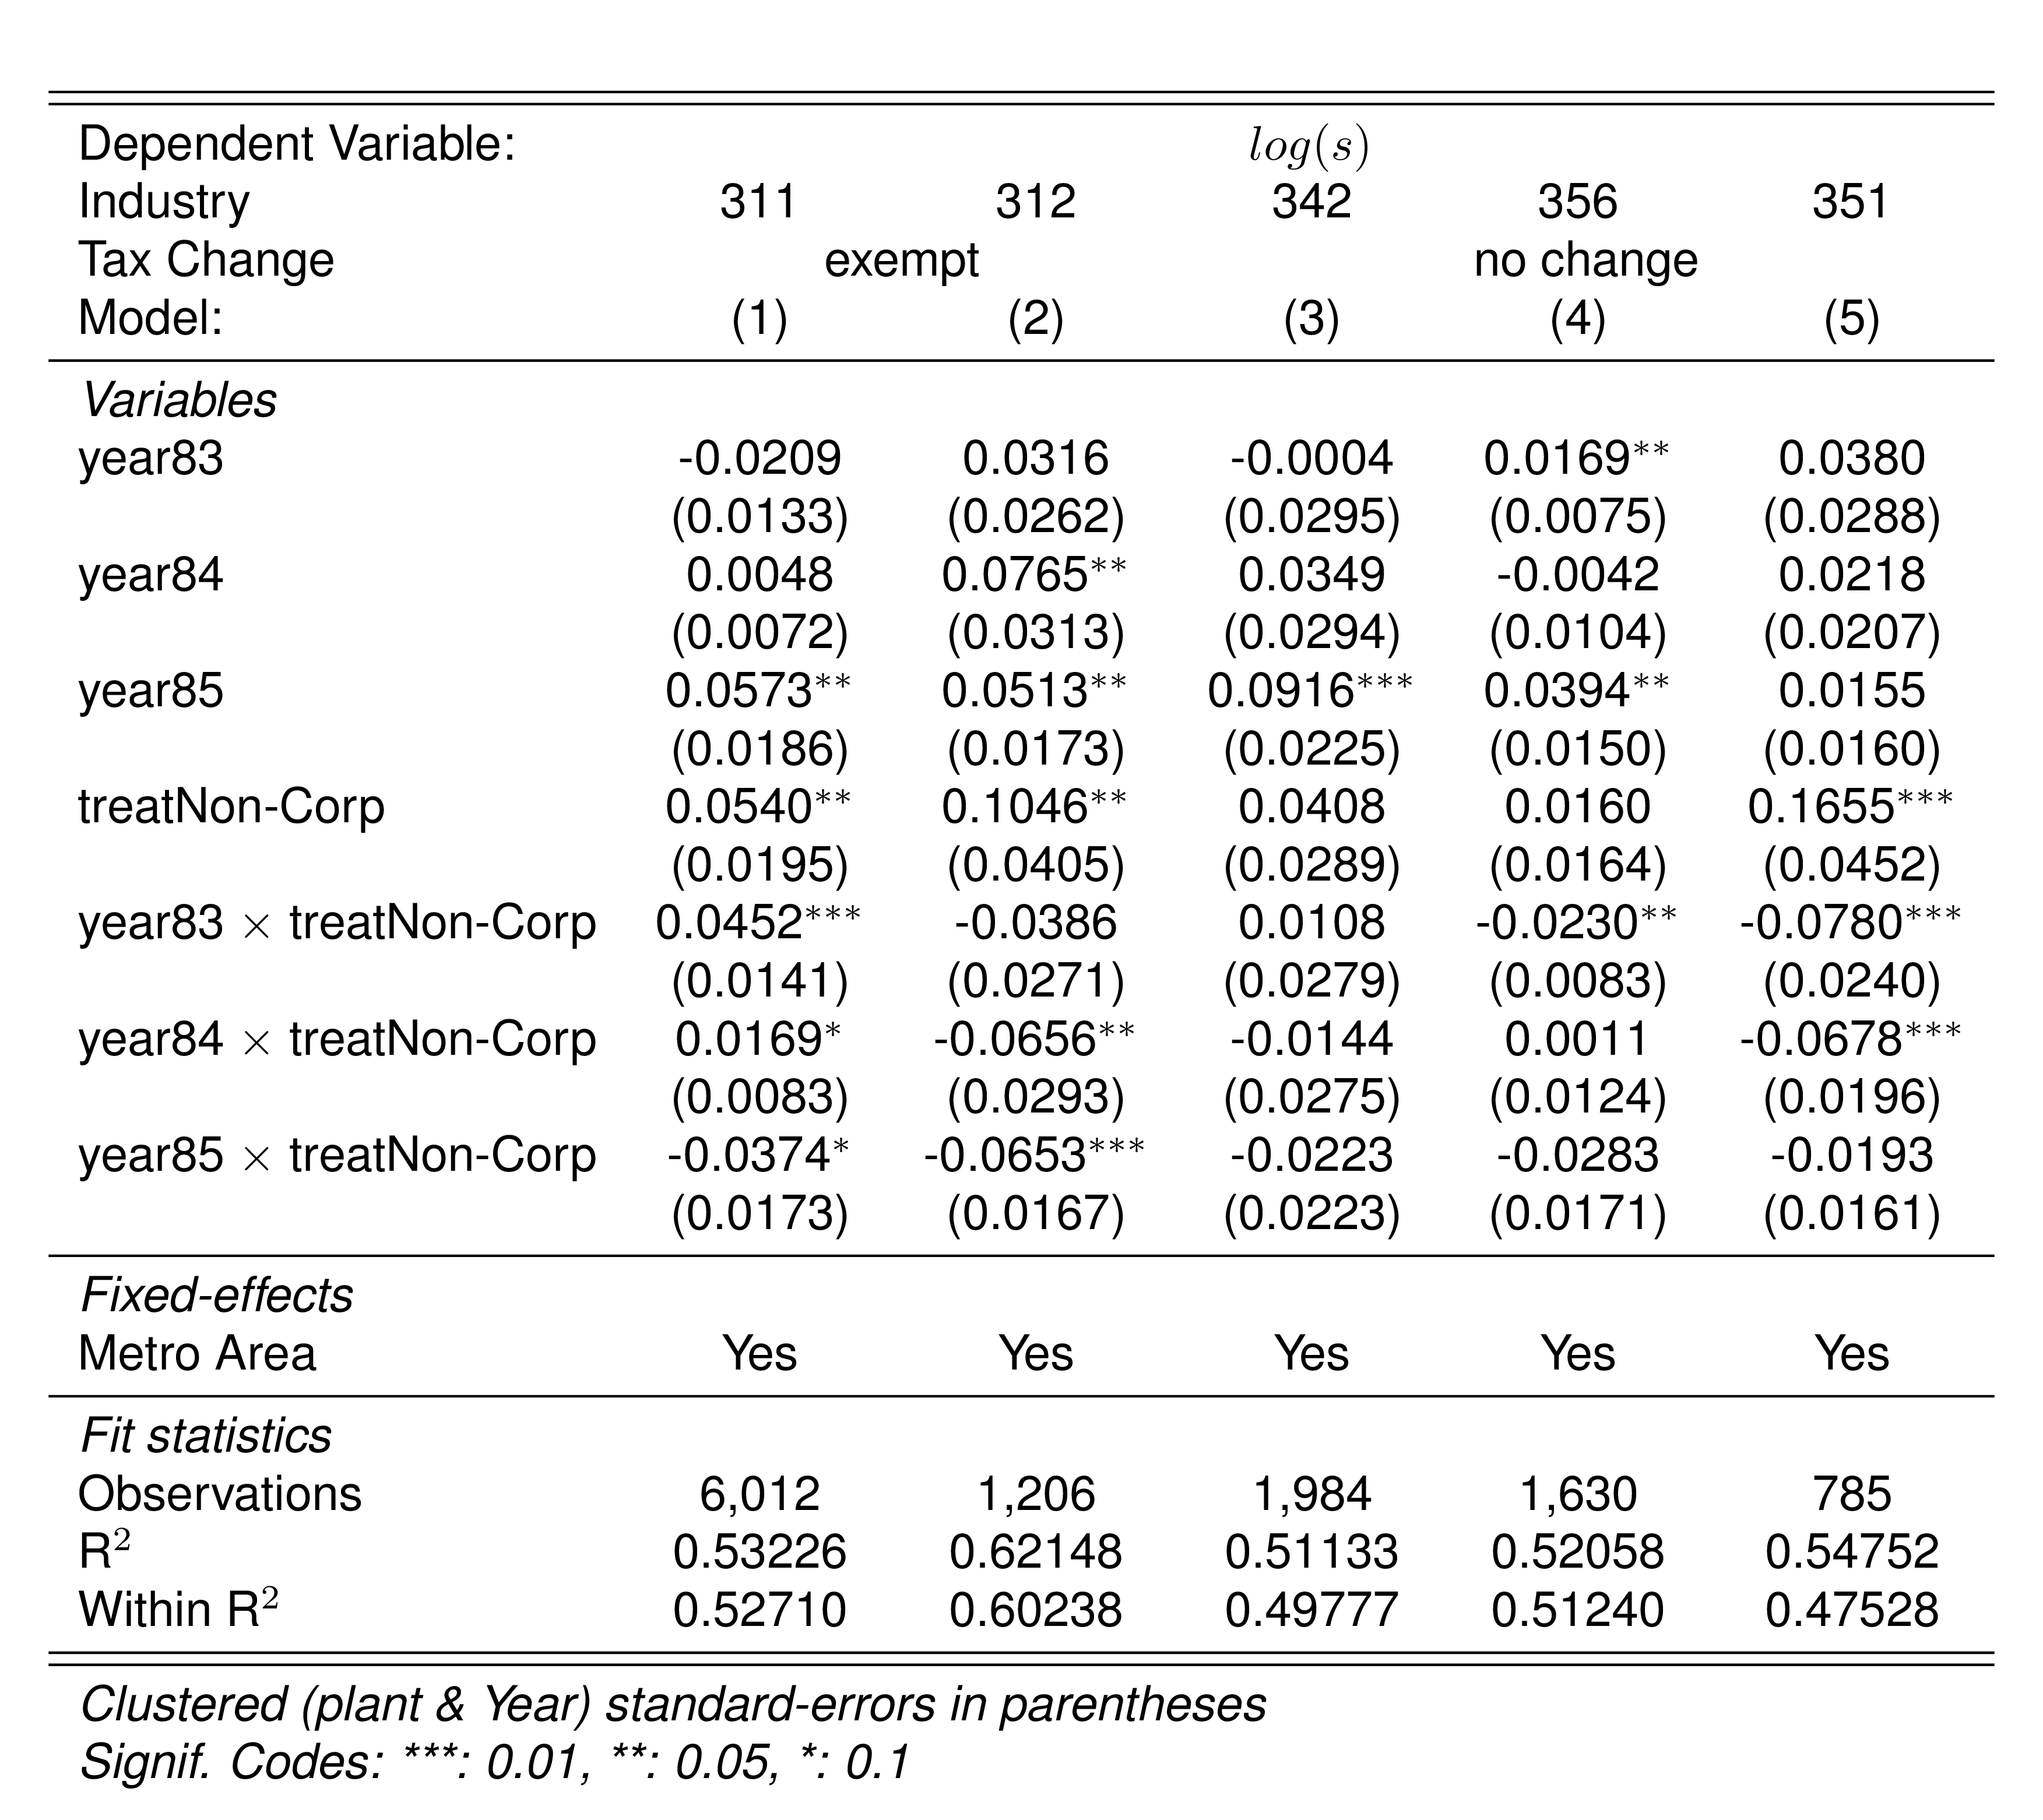 Dependent Variable: log(s)
Industry 311 312 342 356 351
Tax Change exempt no change
Model: (1) (2) (3) (4) (5)
Variables
year83 -0.0209 0.0316 -0.0004 0.0169** 0.0380
(0.0133) (0.0262) (0.0295) (0.0075) (0.0288)
year84 0.0048 0.0765** 0.0349 -0.0042 0.0218
(0.0072) (0.0313) (0.0294) (0.0104) (0.0207)
year85 0.0573** 0.0513** 0.0916*** 0.0394** 0.0155
(0.0186) (0.0173) (0.0225) (0.0150) (0.0160)
treatNon-Corp 0.0540** 0.1046** 0.0408 0.0160 0.1655***
(0.0195) (0.0405) (0.0289) (0.0164) (0.0452)
year83 × treatNon-Corp 0.0452*** -0.0386 0.0108 -0.0230** -0.0780***
(0.0141) (0.0271) (0.0279) (0.0083) (0.0240)
year84 × treatNon-Corp 0.0169* -0.0656** -0.0144 0.0011 -0.0678***
(0.0083) (0.0293) (0.0275) (0.0124) (0.0196)
year85 × treatNon-Corp -0.0374* -0.0653*** -0.0223 -0.0283 -0.0193
(0.0173) (0.0167) (0.0223) (0.0171) (0.0161)
Fixed-effects
Metro Area Yes Yes Yes Yes Yes
Fit statistics
Observations 6,012 1,206 1,984 1,630 785
R² 0.53226 0.62148 0.51133 0.52058 0.54752
Within R² 0.52710 0.60238 0.49777 0.51240 0.47528
Clustered (plant & Year) standard-errors in parentheses
Signif. Codes: ***: 0.01, **: 0.05, *: 0.1